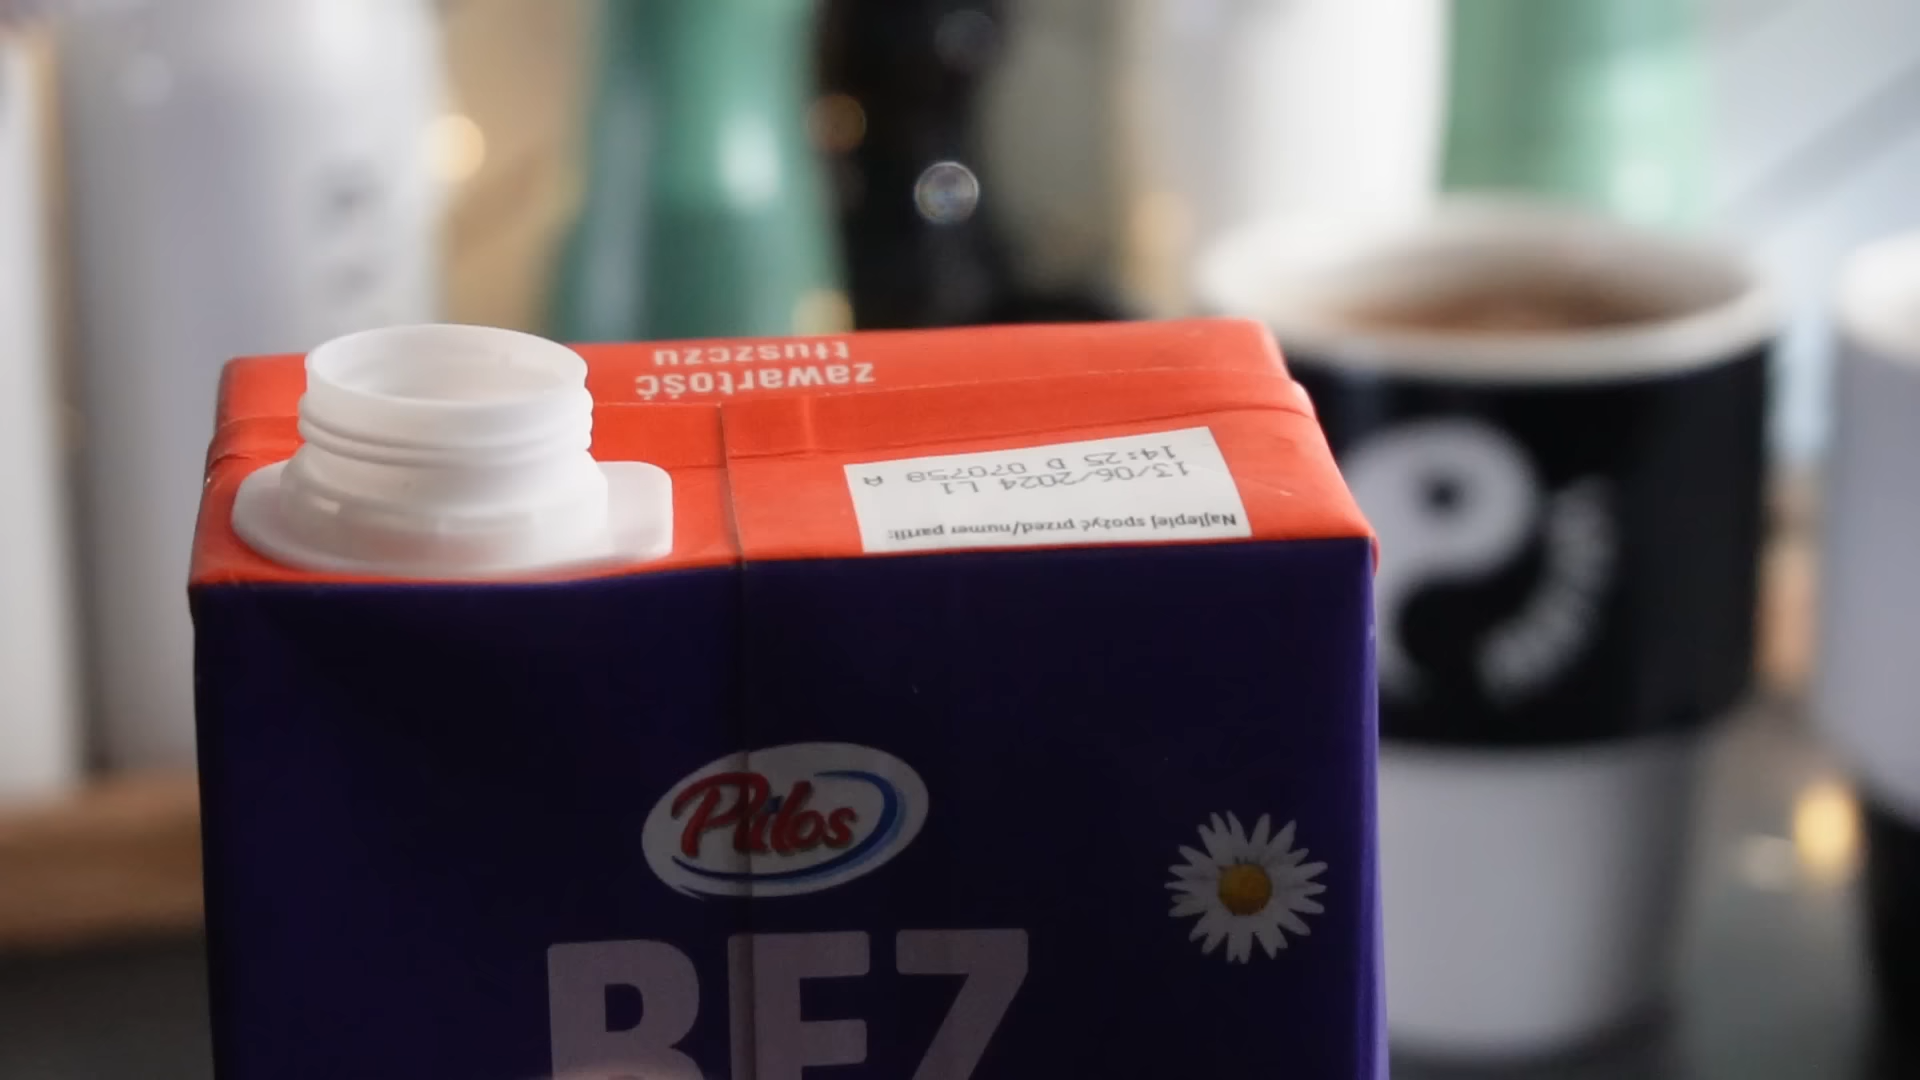 zawartość
tłuszczu
Najlepiej spożyć przed/numer partii:
13/06/2024 L1
14:25 D 070758 A
Pilos
BEZ